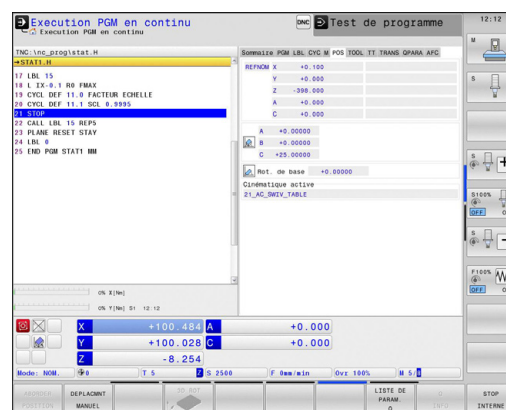 Execution PGM en continu
Execution PGM en continu
DNC
Test de programme
12:12
TNC:\nc_prog\stat.H
→STAT1.H
17 LBL 15
18 L IX-0.1 R0 FMAX
19 CYCL DEF 11.0 FACTEUR ECHELLE
20 CYCL DEF 11.1 SCL 0.9995
21 STOP
22 CALL LBL 15 REP5
23 PLANE RESET STAY
24 LBL 0
25 END PGM STAT1 MM
0% X[Nm]
0% Y[Nm] S1 12:12
Sommaire PGM LBL CYC M POS TOOL TT TRANS QPARA AFC
REFNOM X +0.100
Y +0.000
Z -398.000
A +0.000
C +0.000
A +0.00000
B +0.00000
C +25.00000
Rot. de base +0.00000
Cinématique active
21_AC_SWIV_TABLE
M
S
S
S100%
OFF
S
F100%
OFF
X +100.484 A +0.000
Y +100.028 C +0.000
Z -8.254
Mode: NOM. 0 T 5 Z S 2500 F 0mm/min Ovr 100% M 5/
DEPLACMNT
MANUEL
3D ROT
LISTE DE
PARAM.
Q
Q
INFO
STOP
INTERNE